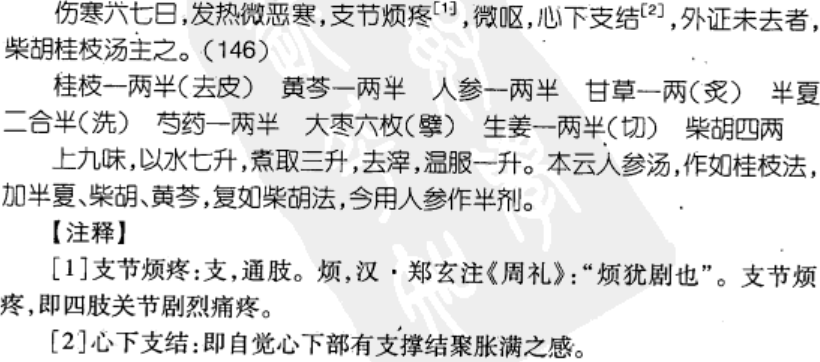 伤寒六七日，发热微恶寒，支节烦疼[1]，微呕，心下支结[2]，外证未去者，
柴胡桂枝汤主之。（146）
桂枝一两半（去皮） 黄芩一两半 人参一两半 甘草一两（炙） 半夏
二合半（洗） 芍药一两半 大枣六枚（擘） 生姜一两半（切） 柴胡四两
上九味，以水七升，煮取三升，去滓，温服一升。本云人参汤，作如桂枝法，
加半夏、柴胡、黄芩，复如柴胡法，今用人参作半剂。
【注释】
[1]支节烦疼：支，通肢。烦，汉·郑玄注《周礼》：“烦犹剧也”。支节烦
疼，即四肢关节剧烈痛疼。
[2]心下支结：即自觉心下部有支撑结聚胀满之感。